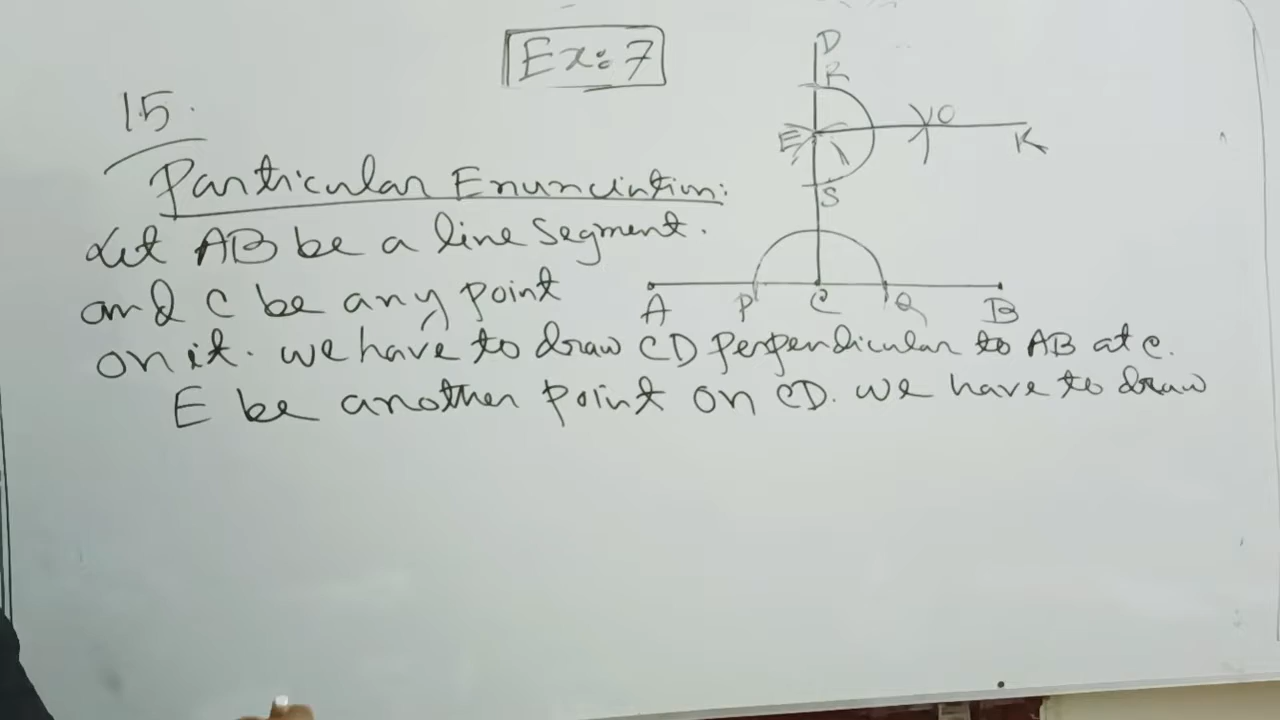 Ex: 7
15.
Particular Enunciation:
Let AB be a line segment.
and C be any point
on it. we have to draw CD perpendicular to AB at C.
E be another point on CD. we have to draw
D
R
E
O
K
S
A P C Q B